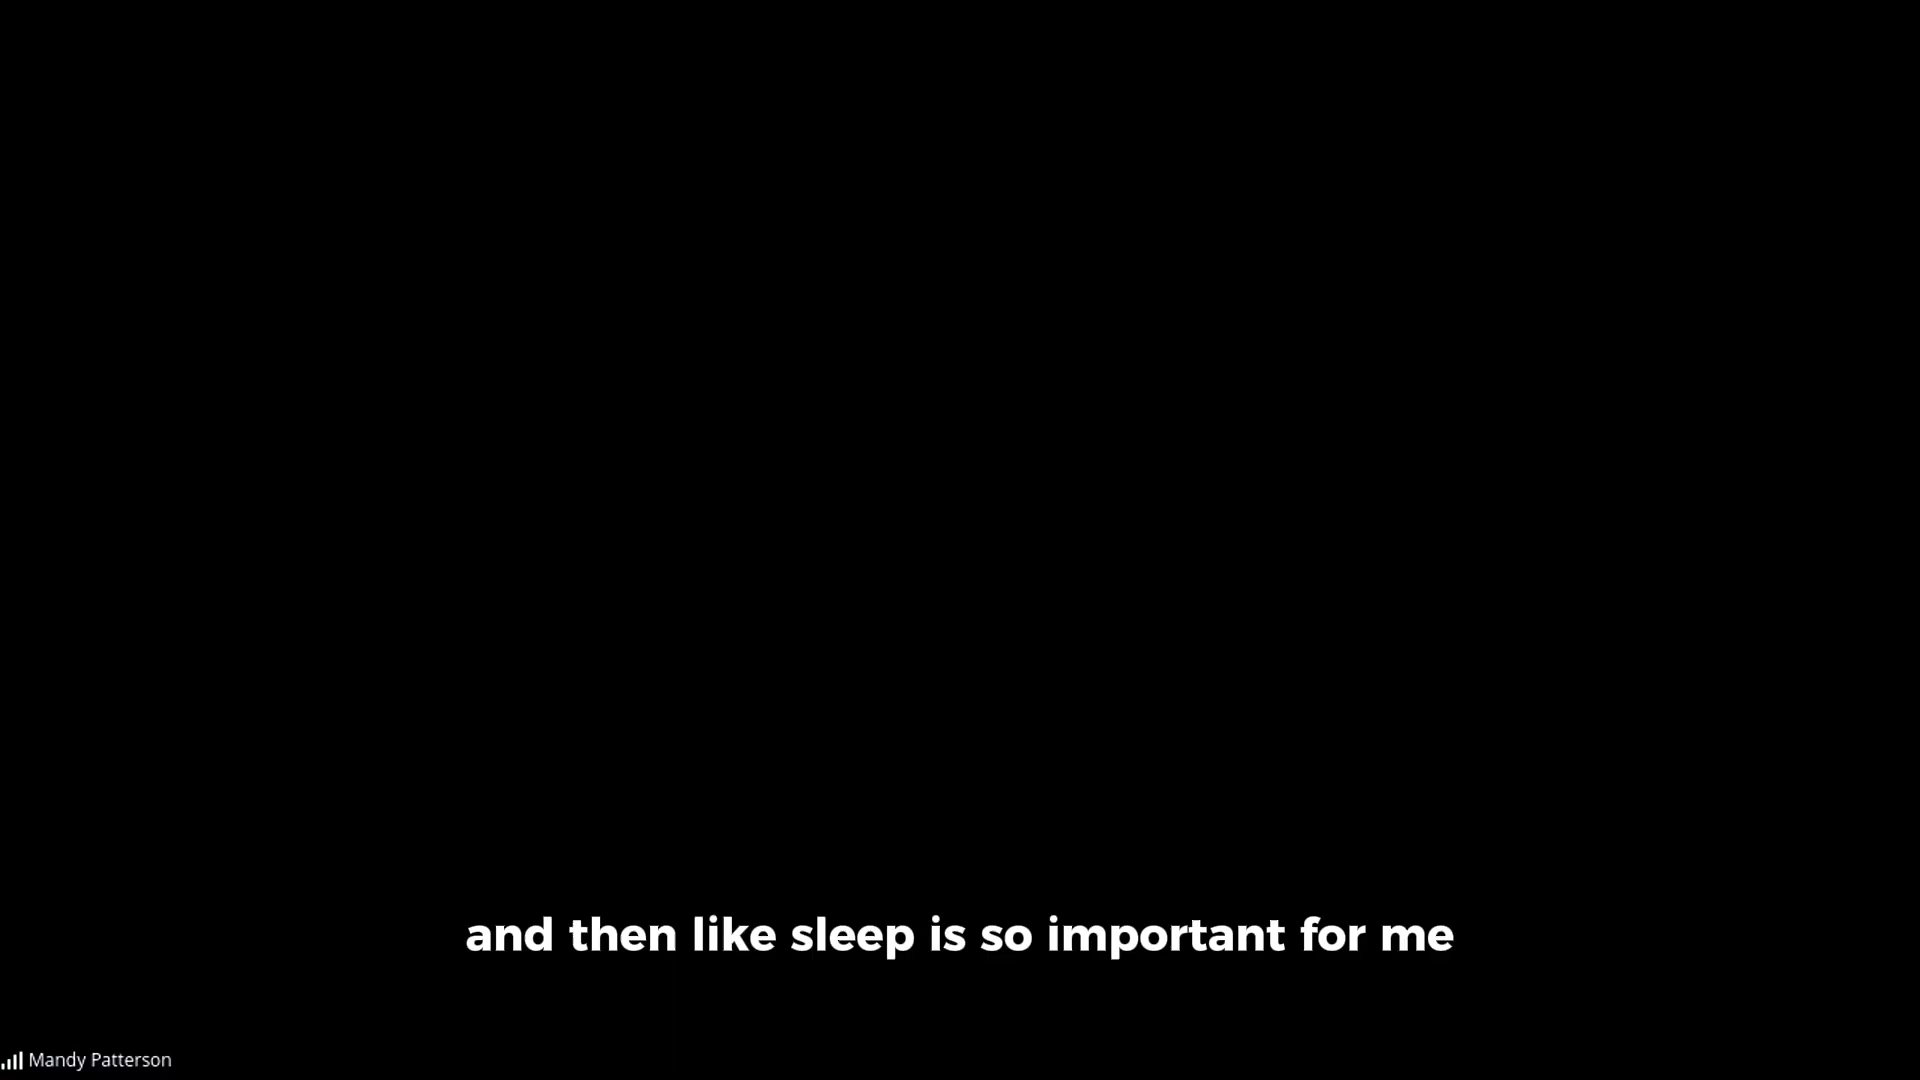 and then like sleep is so important for me
Mandy Patterson